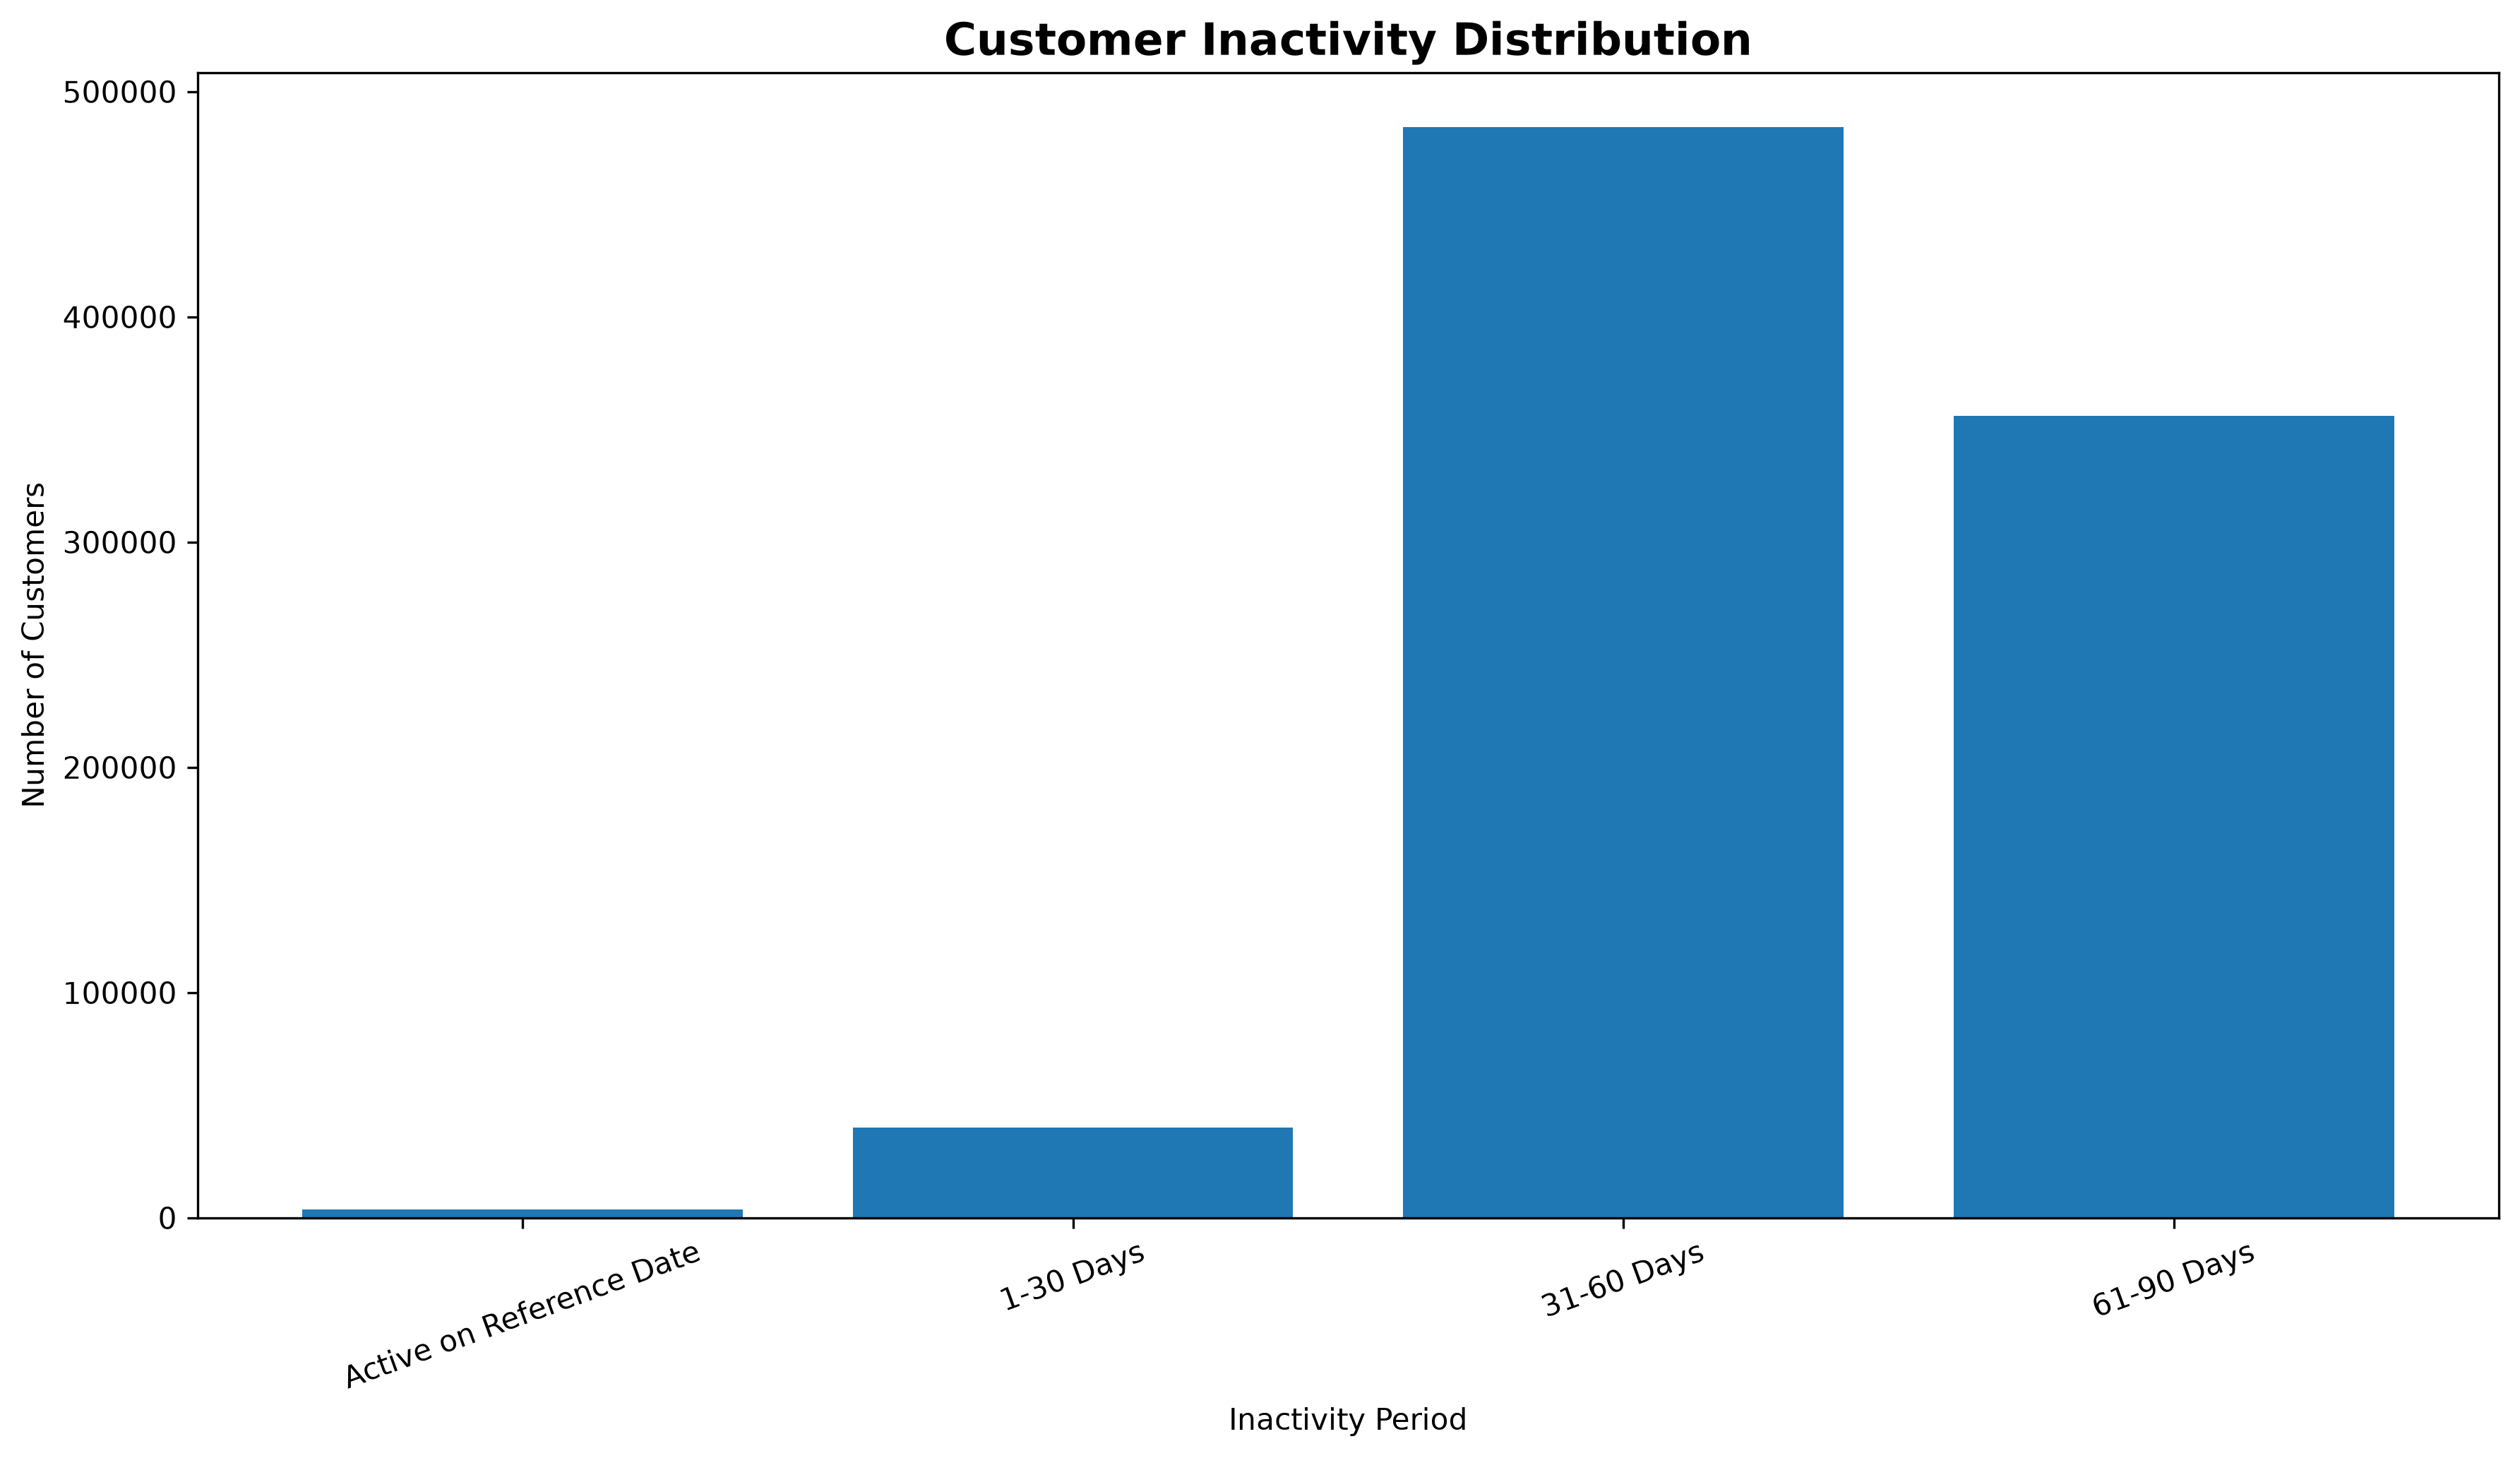 Customer Inactivity Distribution
500000
400000
300000
200000
100000
0
Number of Customers
Active on Reference Date
1-30 Days
31-60 Days
61-90 Days
Inactivity Period